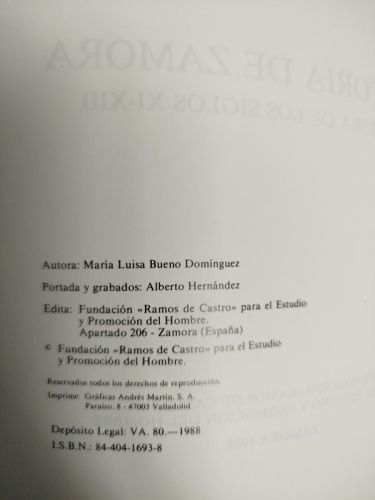 Autora: Maria Luisa Bueno Domínguez
Portada y grabados: Alberto Hernández
Edita: Fundación «Ramos de Castro» para el Estudio
y Promoción del Hombre.
Apartado 206 - Zamora (España)
© Fundación «Ramos de Castro» para el Estudio
y Promoción del Hombre.
Reservados todos los derechos de reproducción.
Imprime: Gráficas Andrés Martín, S. A.
Paraíso, 8 - 47003 Valladolid
Depósito Legal: VA. 80.—1988
I.S.B.N.: 84-404-1693-8